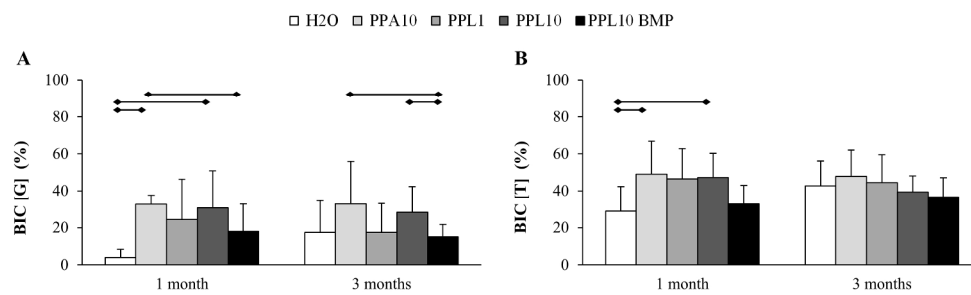 H2O PPA10 PPL1 PPL10 PPL10 BMP
A
BIC [G] (%)
100
80
60
40
20
0
1 month
3 months
B
BIC [T] (%)
100
80
60
40
20
0
1 month
3 months